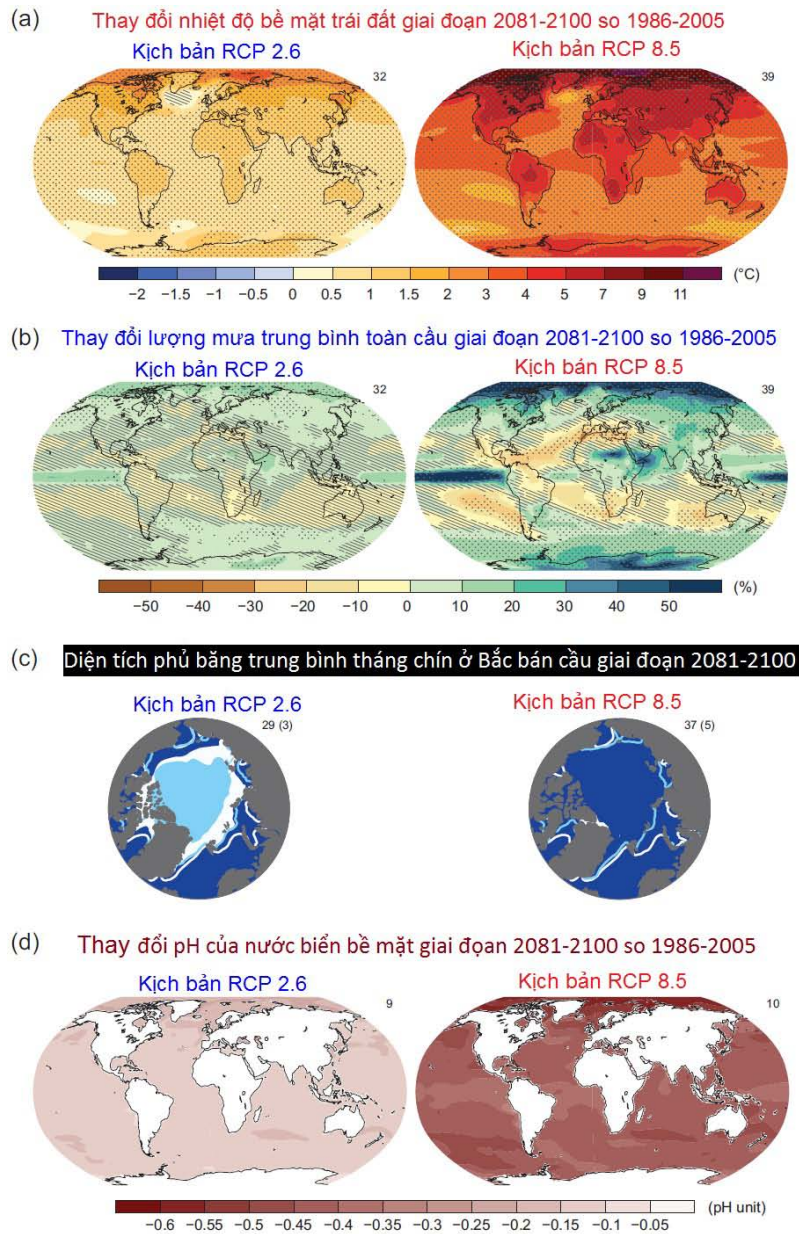 (a) Thay đổi nhiệt độ bề mặt trái đất giai đoạn 2081-2100 so 1986-2005
Kịch bản RCP 2.6 Kịch bản RCP 8.5
32 39
(°C)
−2 −1.5 −1 −0.5 0 0.5 1 1.5 2 3 4 5 7 9 11
(b) Thay đổi lượng mưa trung bình toàn cầu giai đoạn 2081-2100 so 1986-2005
Kịch bản RCP 2.6 Kịch bán RCP 8.5
32 39
(%)
−50 −40 −30 −20 −10 0 10 20 30 40 50
(c) Diện tích phủ băng trung bình tháng chín ở Bắc bán cầu giai đoạn 2081-2100
Kịch bản RCP 2.6 Kịch bản RCP 8.5
29 (3) 37 (5)
(d) Thay đổi pH của nước biển bề mặt giai đọan 2081-2100 so 1986-2005
Kịch bản RCP 2.6 Kịch bản RCP 8.5
9 10
(pH unit)
−0.6 −0.55 −0.5 −0.45 −0.4 −0.35 −0.3 −0.25 −0.2 −0.15 −0.1 −0.05